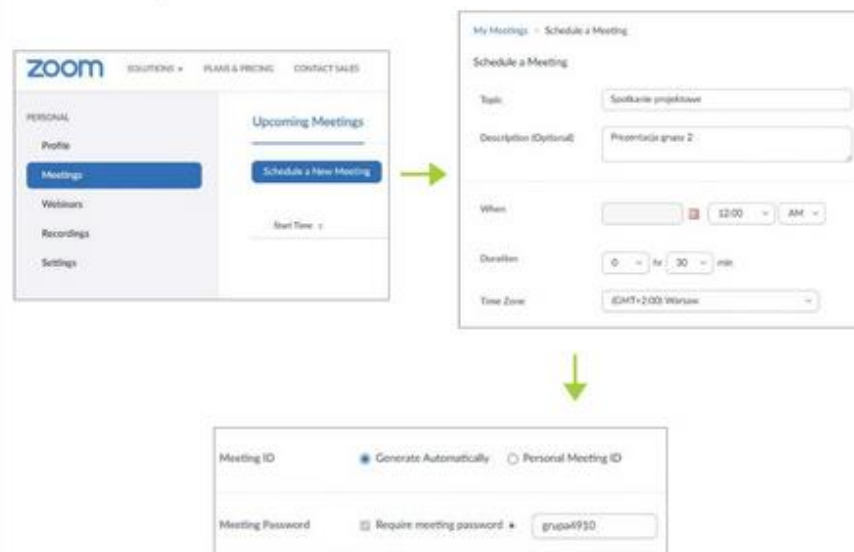 zoom SOLUTIONS PLANS & PRICING CONTACT SALES
PERSONAL
Profile
Meetings
Webinars
Recordings
Settings
Upcoming Meetings
Schedule a New Meeting
Start Time
My Meetings > Schedule a Meeting
Schedule a Meeting
Topic Spotkanie projektowe
Description (Optional) Prezentacja grupy 2
When 12:00 AM
Duration 0 hr 30 min
Time Zone (GMT+2:00) Warsaw
Meeting ID Generate Automatically Personal Meeting ID
Meeting Password Require meeting password grupa4910